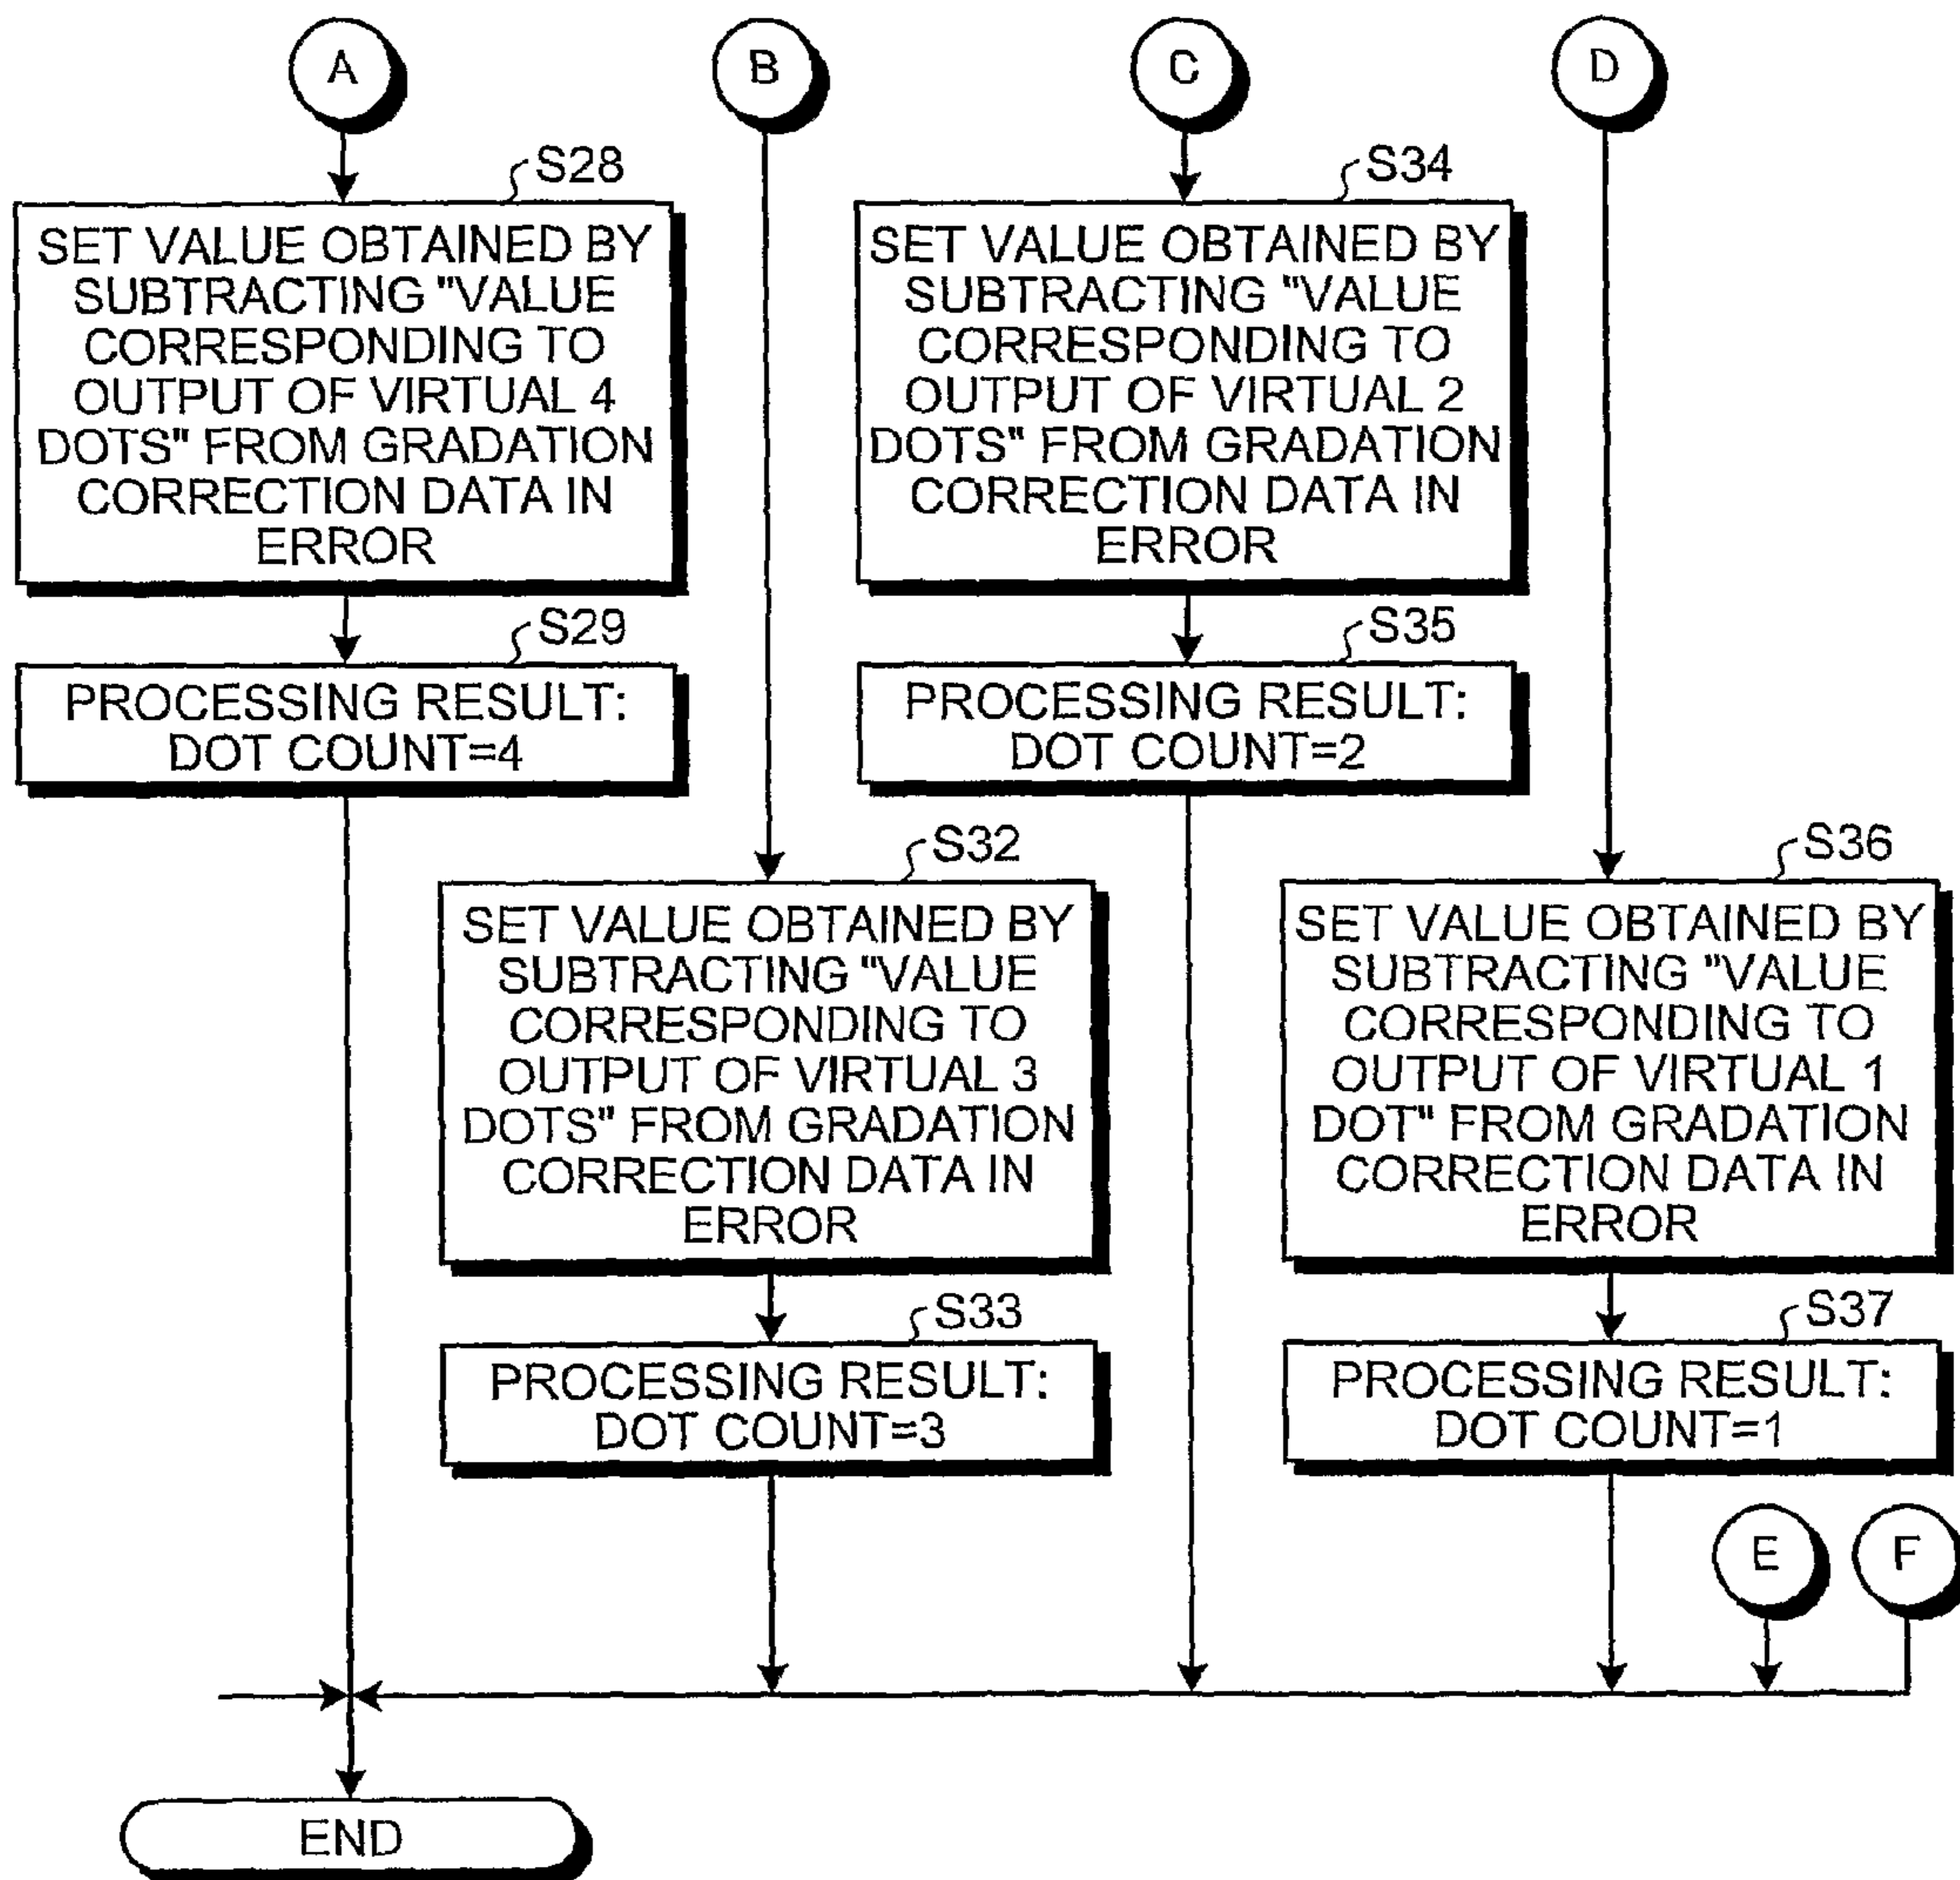 A
B
C
D
S28
SET VALUE OBTAINED BY
SUBTRACTING "VALUE
CORRESPONDING TO
OUTPUT OF VIRTUAL 4
DOTS" FROM GRADATION
CORRECTION DATA IN
ERROR
S34
SET VALUE OBTAINED BY
SUBTRACTING "VALUE
CORRESPONDING TO
OUTPUT OF VIRTUAL 2
DOTS" FROM GRADATION
CORRECTION DATA IN
ERROR
S29
PROCESSING RESULT:
DOT COUNT=4
S35
PROCESSING RESULT:
DOT COUNT=2
S32
SET VALUE OBTAINED BY
SUBTRACTING "VALUE
CORRESPONDING TO
OUTPUT OF VIRTUAL 3
DOTS" FROM GRADATION
CORRECTION DATA IN
ERROR
S36
SET VALUE OBTAINED BY
SUBTRACTING "VALUE
CORRESPONDING TO
OUTPUT OF VIRTUAL 1
DOT" FROM GRADATION
CORRECTION DATA IN
ERROR
S33
PROCESSING RESULT:
DOT COUNT=3
S37
PROCESSING RESULT:
DOT COUNT=1
E
F
END